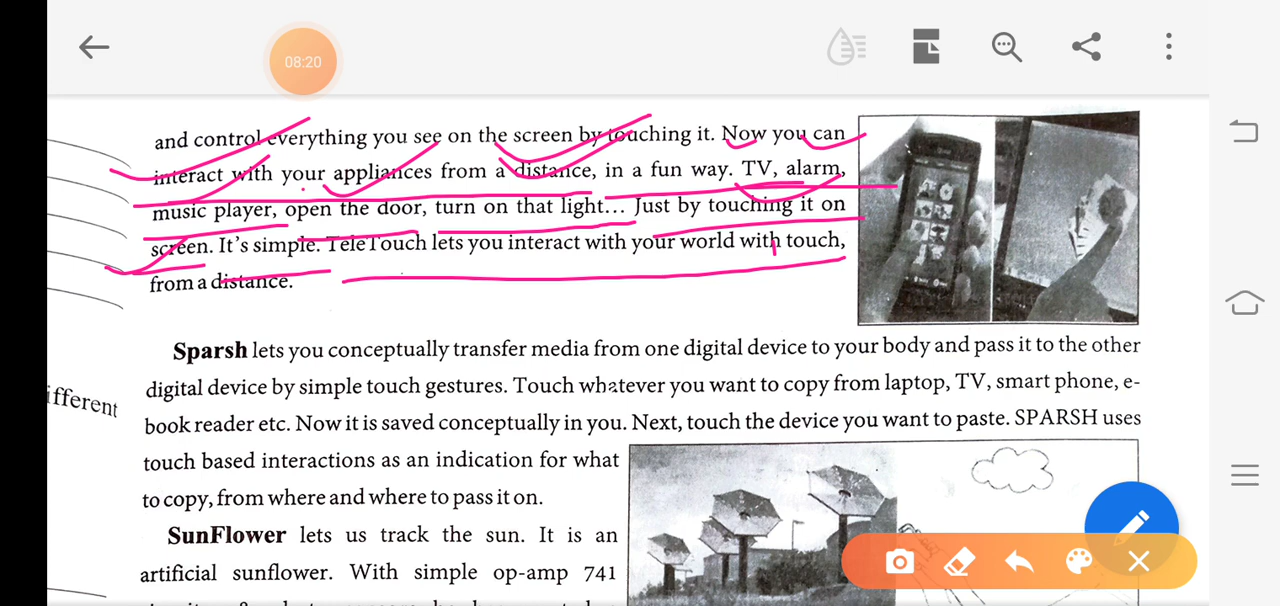 08:20
and control everything you see on the screen by touching it. Now you can
interact with your appliances from a distance, in a fun way. TV, alarm,
music player, open the door, turn on that light... Just by touching it on
screen. It's simple. TeleTouch lets you interact with your world with touch,
from a distance.
Sparsh lets you conceptually transfer media from one digital device to your body and pass it to the other
digital device by simple touch gestures. Touch whatever you want to copy from laptop, TV, smart phone, e-
ifferent
book reader etc. Now it is saved conceptually in you. Next, touch the device you want to paste. SPARSH uses
touch based interactions as an indication for what
to copy, from where and where to pass it on.
SunFlower lets us track the sun. It is an
artificial sunflower. With simple op-amp 741